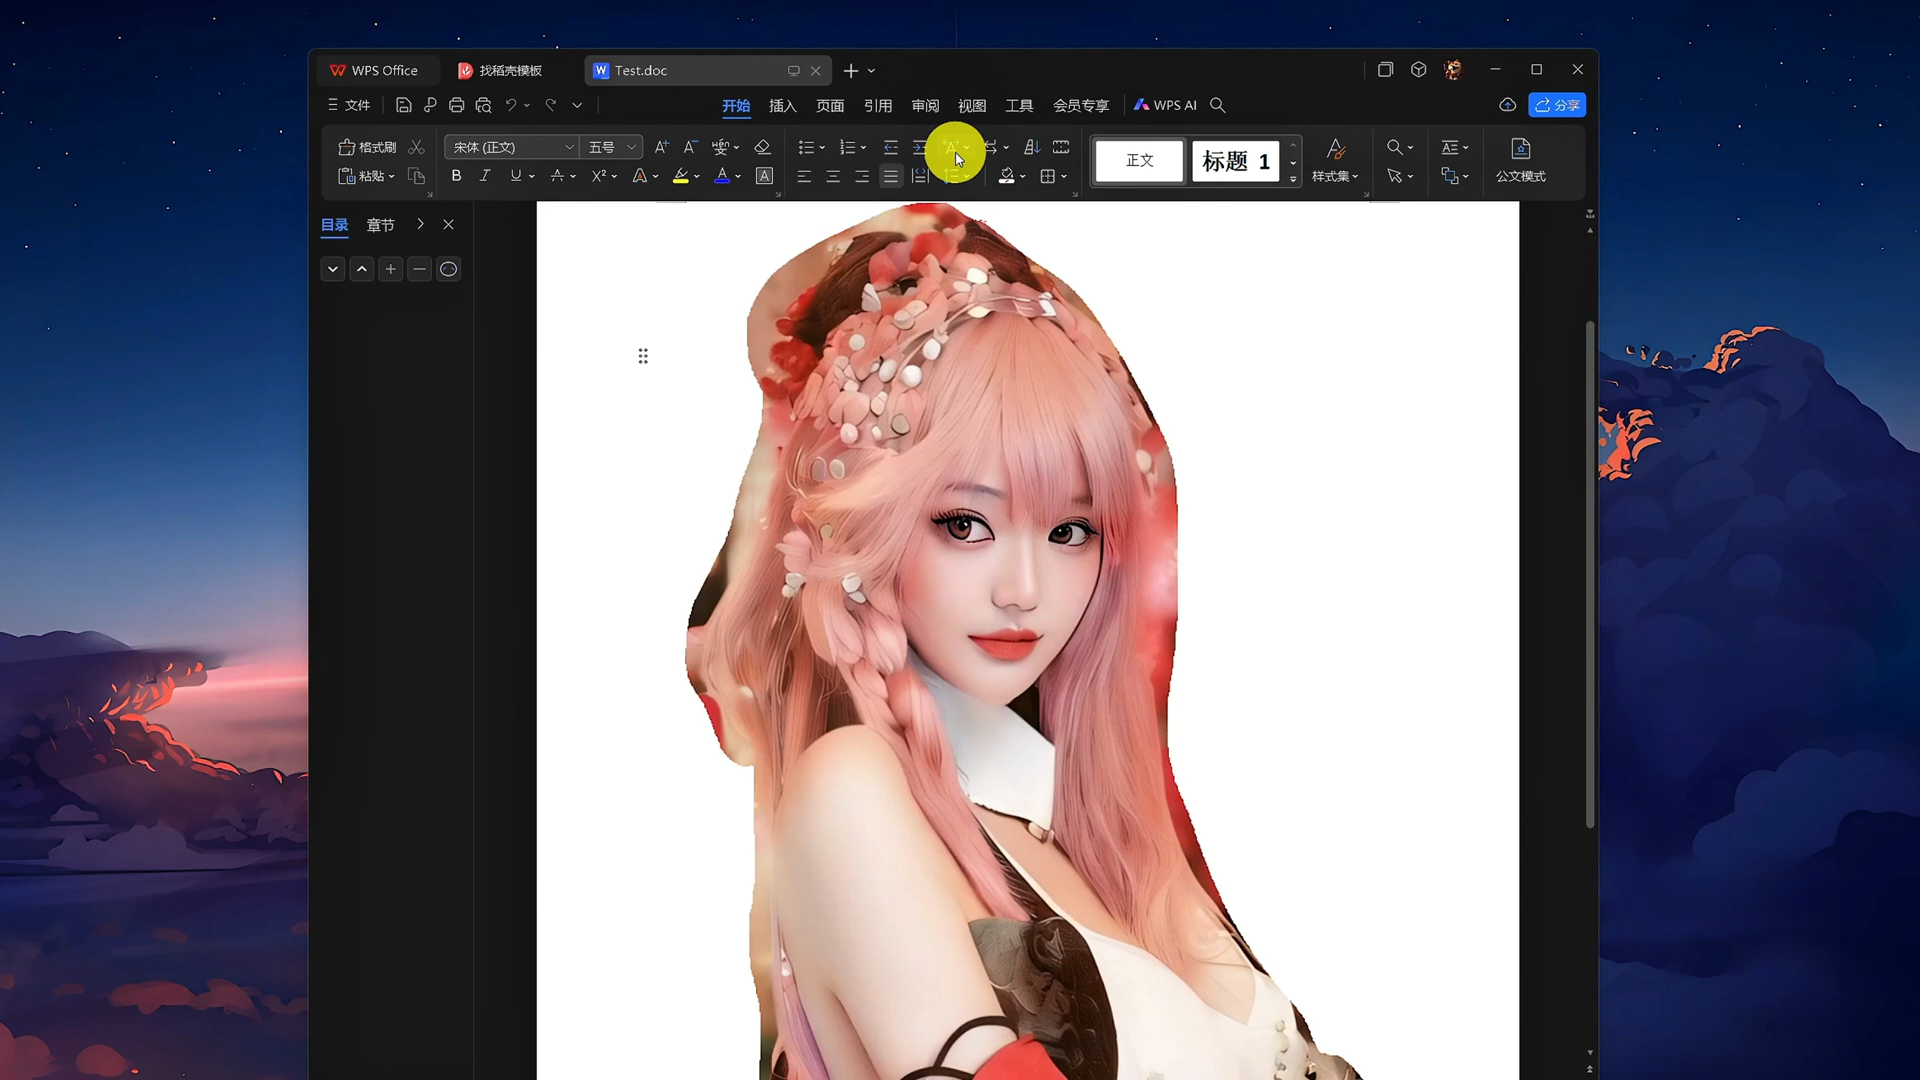 WPS Office 找稻壳模板 Test.doc
文件 开始 插入 页面 引用 审阅 视图 工具 会员专享 WPS AI 分享
格式刷 宋体 (正文) 五号 正文 标题 1 样式集 公文模式
粘贴
目录 章节